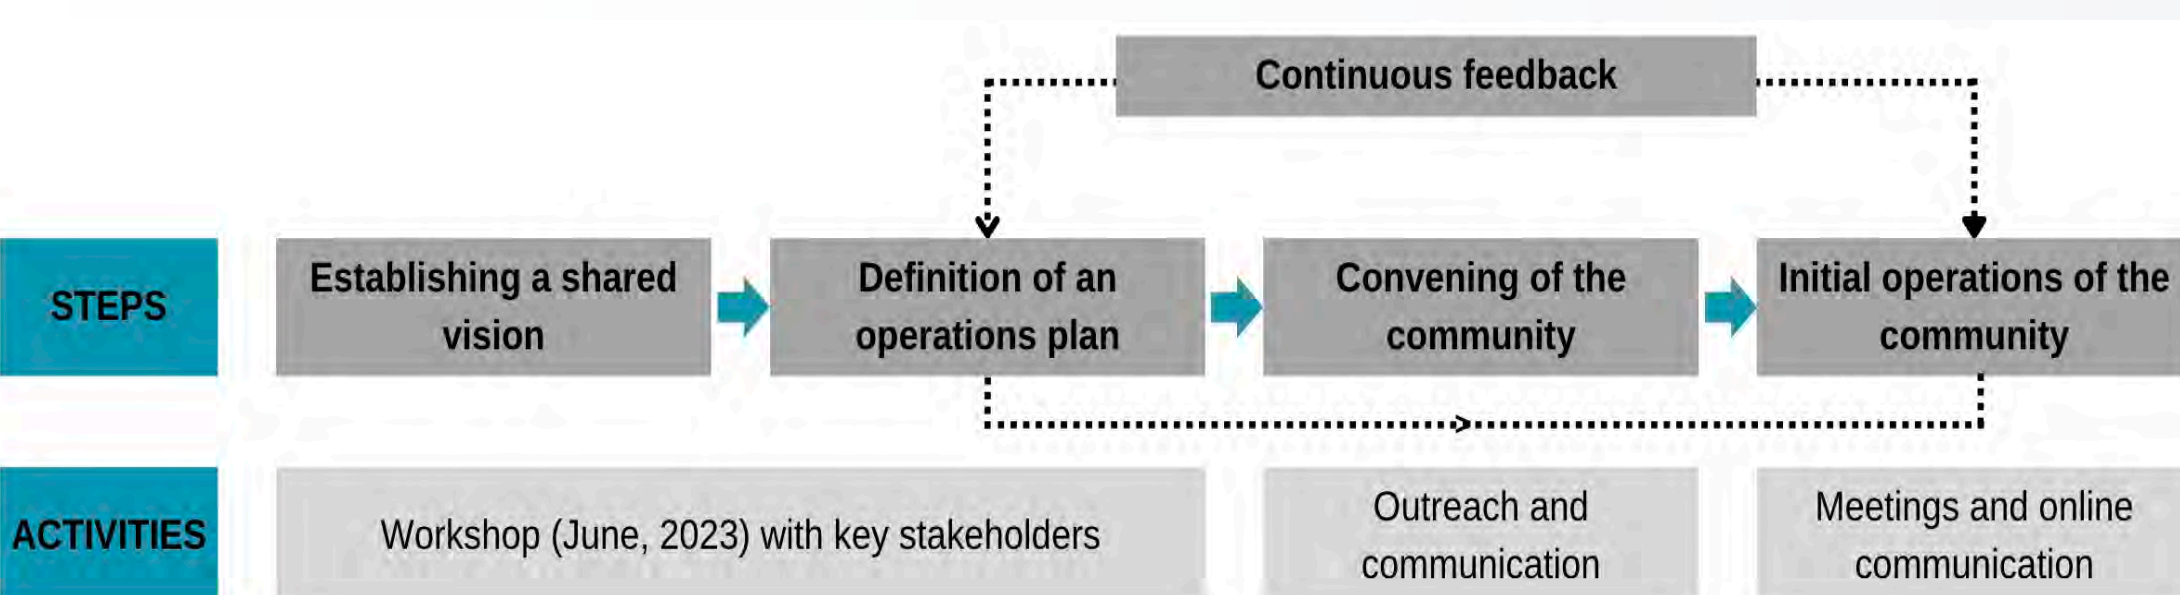 Continuous feedback
STEPS
Establishing a shared
vision
Definition of an
operations plan
Convening of the
community
Initial operations of the
community
ACTIVITIES
Workshop (June, 2023) with key stakeholders
Outreach and
communication
Meetings and online
communication